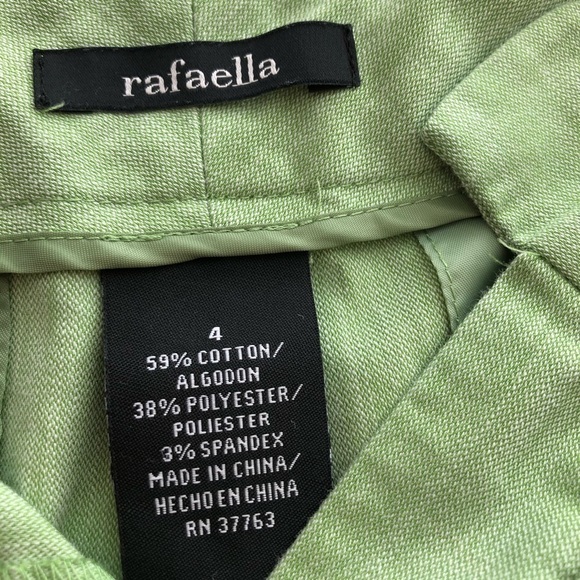 rafaella
4
59% COTTON/
ALGODON
38% POLYESTER/
POLIESTER
3% SPANDEX
MADE IN CHINA/
HECHO EN CHINA
RN 37763